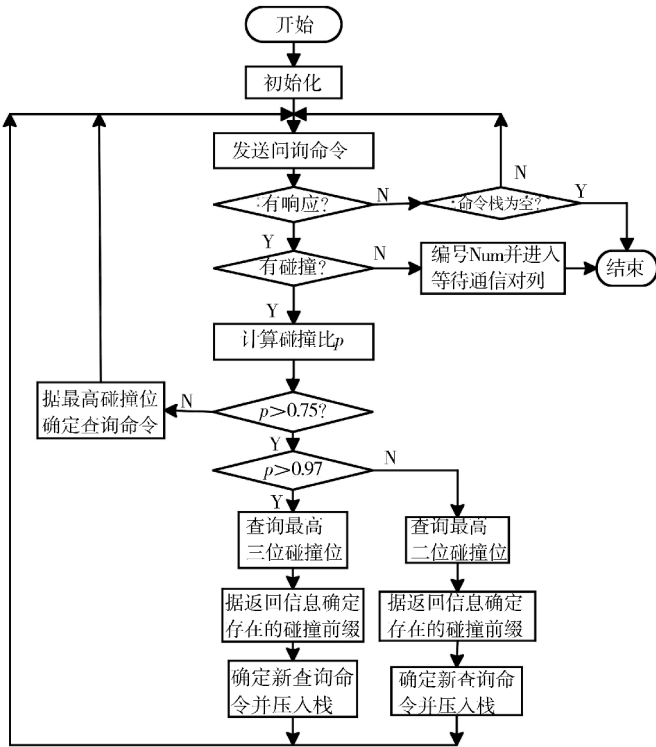 开始
初始化
发送问询命令
有响应?
N
命令栈为空?
N
Y
Y
有碰撞?
N
编号Num并进入
等待通信对列
结束
Y
计算碰撞比p
p>0.75?
N
据最高碰撞位
确定查询命令
Y
p>0.97
N
Y
查询最高
三位碰撞位
查询最高
二位碰撞位
据返回信息确定
存在的碰撞前缀
据返回信息确定
存在的碰撞前缀
确定新查询命
令并压入栈
确定新查询命
令并压入栈